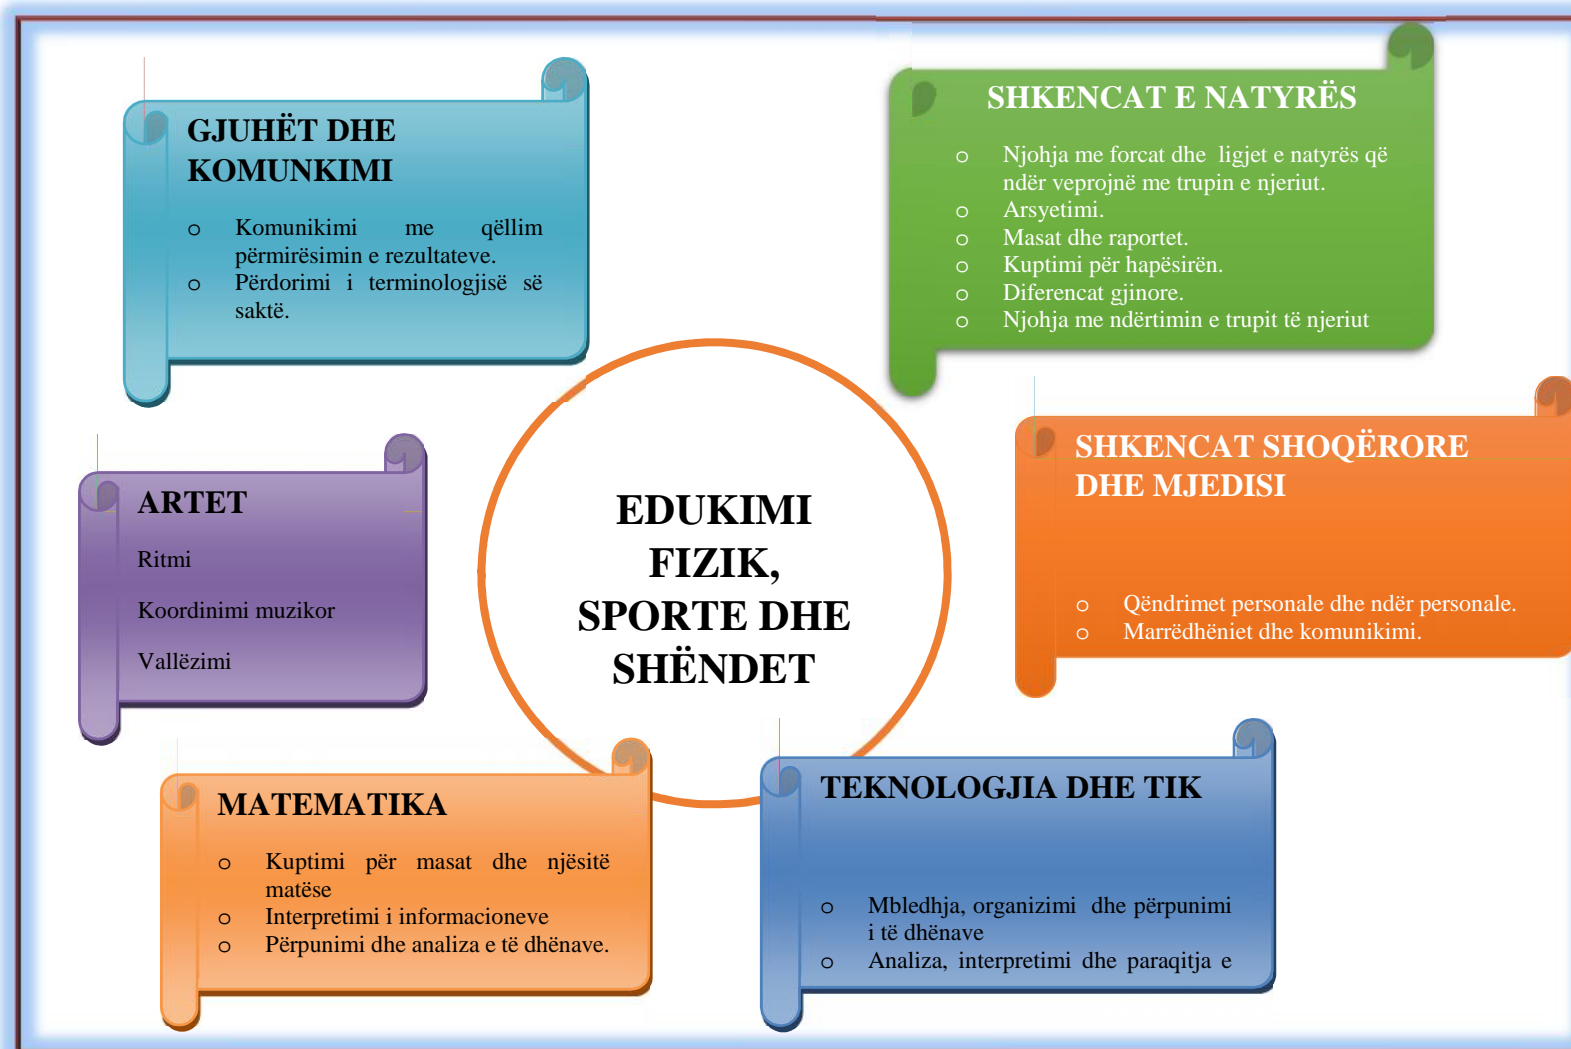 GJUHËT DHE
KOMUNKIMI
o Komunikimi me qëllim
përmirësimin e rezultateve.
o Përdorimi i terminologjisë së
saktë.
SHKENCAT E NATYRËS
o Njohja me forcat dhe ligjet e natyrës që
ndër veprojnë me trupin e njeriut.
o Arsyetimi.
o Masat dhe raportet.
o Kuptimi për hapësirën.
o Diferencat gjinore.
o Njohja me ndërtimin e trupit të njeriut
ARTET
Ritmi
Koordinimi muzikor
Vallëzimi
EDUKIMI
FIZIK,
SPORTE DHE
SHËNDET
SHKENCAT SHOQËRORE
DHE MJEDISI
o Qëndrimet personale dhe ndër personale.
o Marrëdhëniet dhe komunikimi.
MATEMATIKA
o Kuptimi për masat dhe njësitë
matëse
o Interpretimi i informacioneve
o Përpunimi dhe analiza e të dhënave.
TEKNOLOGJIA DHE TIK
o Mbledhja, organizimi dhe përpunimi
i të dhënave
o Analiza, interpretimi dhe paraqitja e